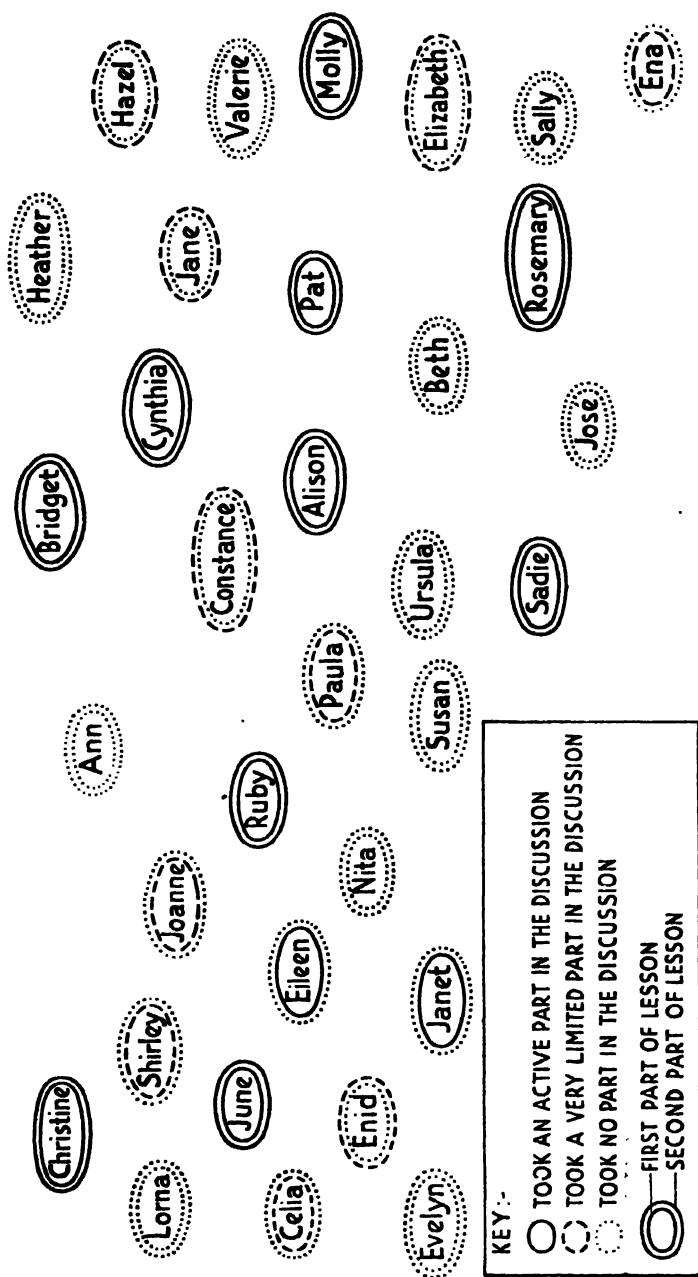 Christine
Ann
Bridget
Heather
Hazel
Lorna
Shirley
Joanne
Cynthia
Jane
June
Ruby
Constance
Valerie
Celia
Eileen
Paula
Alison
Pat
Molly
Enid
Nita
Evelyn
Janet
Susan
Ursula
Beth
Elizabeth
Sadie
Rosemary
Sally
Jose
Ena
KEY:-
TOOK AN ACTIVE PART IN THE DISCUSSION
TOOK A VERY LIMITED PART IN THE DISCUSSION
TOOK NO PART IN THE DISCUSSION
FIRST PART OF LESSON
SECOND PART OF LESSON